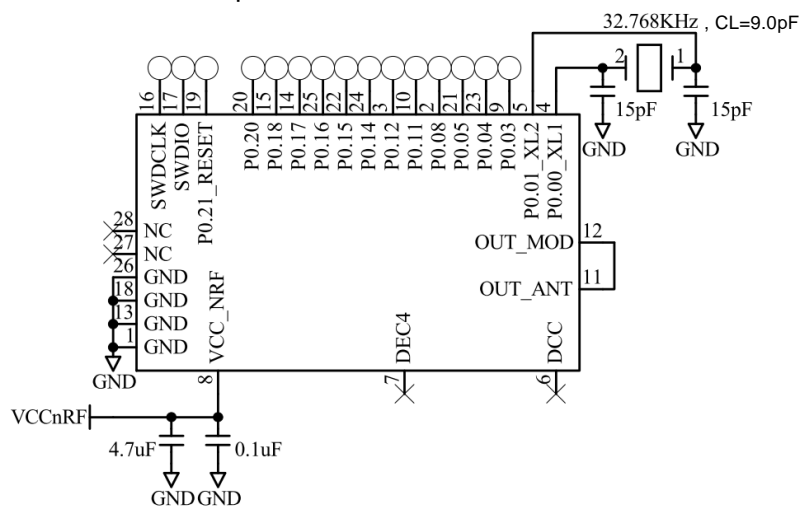 32.768KHz , CL=9.0pF
2 1
15pF 15pF
GND GND
16 17 19 20 15 14 25 22 24 3 10 2 21 23 9 5 4
SWDCLK
SWDIO
P0.21_RESET
P0.20
P0.18
P0.17
P0.16
P0.15
P0.14
P0.12
P0.11
P0.08
P0.05
P0.04
P0.03
P0.01_XL2
P0.00_XL1
28 NC
27 NC
26 GND
18 GND
13 GND
1 GND
GND
OUT_MOD 12
OUT_ANT 11
VCC_NRF
DEC4
DCC
8 7 6
VCCnRF
4.7uF 0.1uF
GND GND